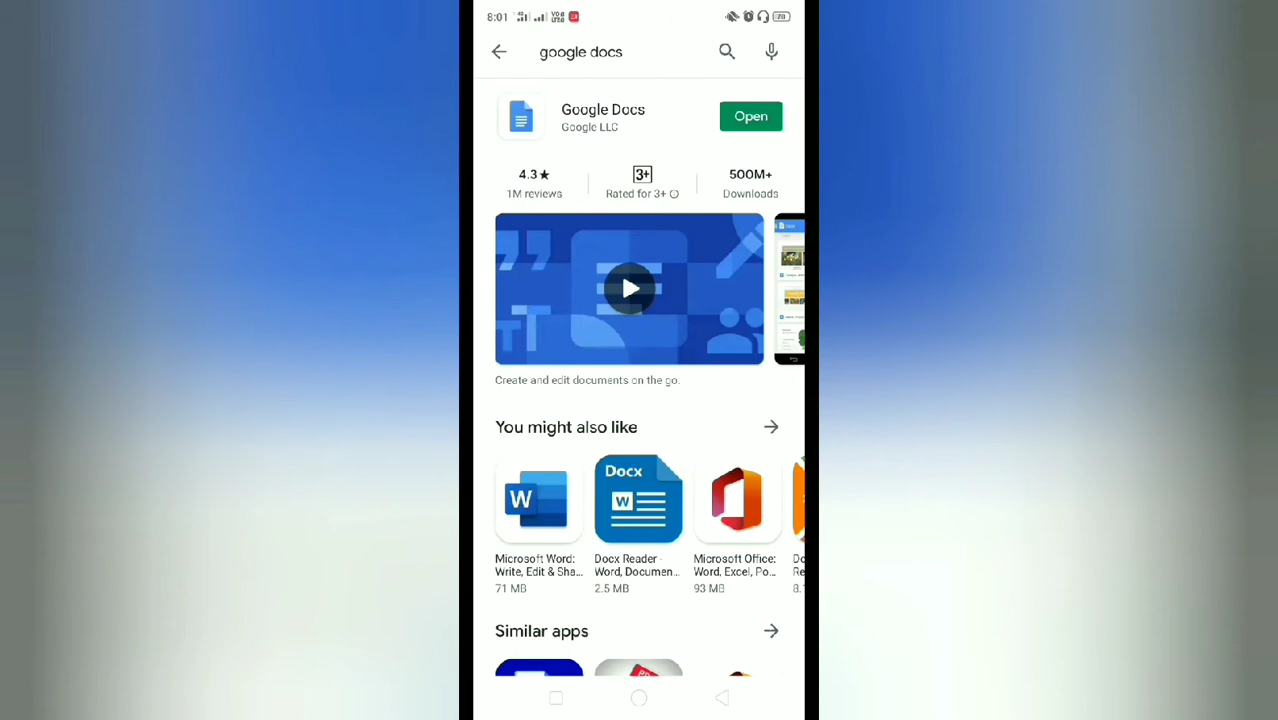 8:01
google docs
Google Docs
Google LLC
Open
4.3★
1M reviews
3+
Rated for 3+
500M+
Downloads
Create and edit documents on the go.
You might also like
W
Docx
W
Microsoft Word:
Write, Edit & Sha...
71 MB
Docx Reader -
Word, Documen...
2.5 MB
Microsoft Office:
Word, Excel, Po...
93 MB
Similar apps